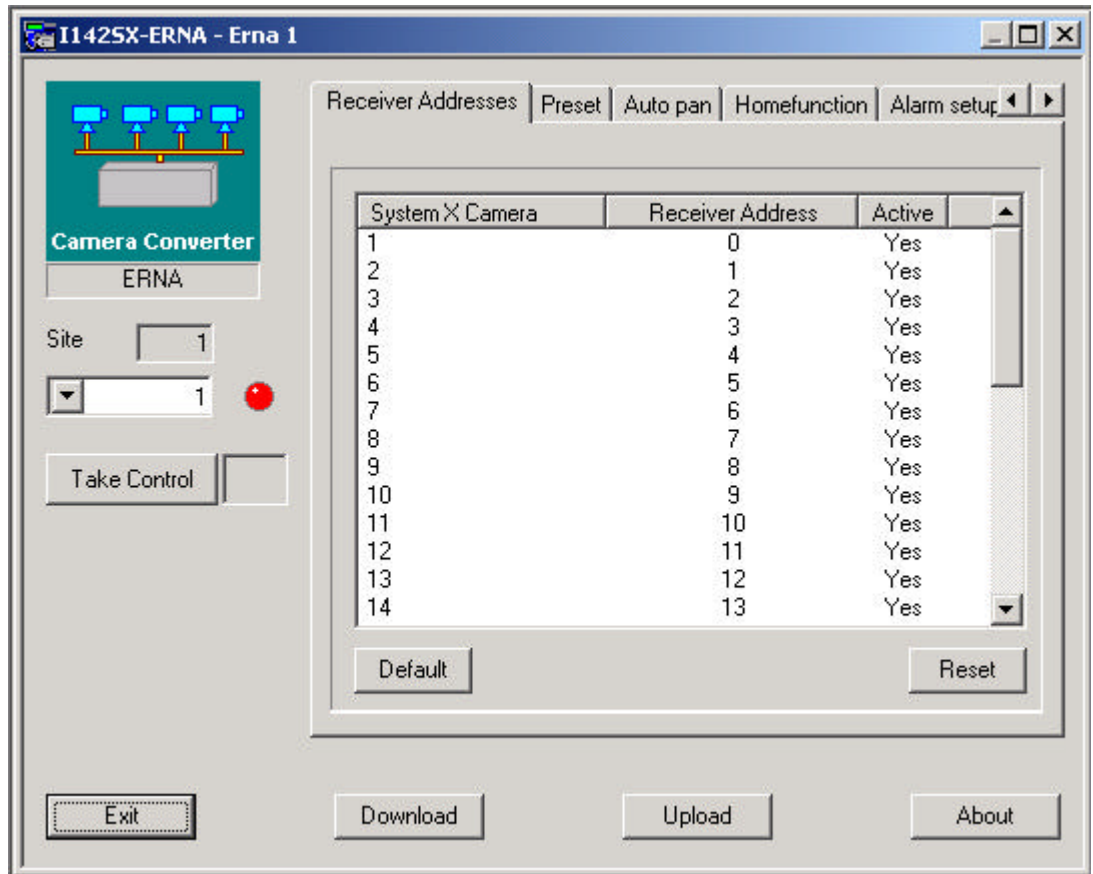 I142SX-ERNA - Erna 1
Camera Converter
ERNA
Site 1
1
Take Control
Receiver Addresses Preset Auto pan Homefunction Alarm setup
System X Camera Receiver Address Active
1 0 Yes
2 1 Yes
3 2 Yes
4 3 Yes
5 4 Yes
6 5 Yes
7 6 Yes
8 7 Yes
9 8 Yes
10 9 Yes
11 10 Yes
12 11 Yes
13 12 Yes
14 13 Yes
Default Reset
Exit Download Upload About